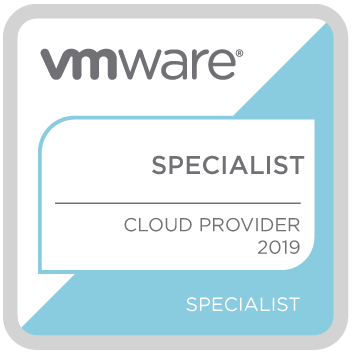 vmware®
SPECIALIST
CLOUD PROVIDER
2019
SPECIALIST